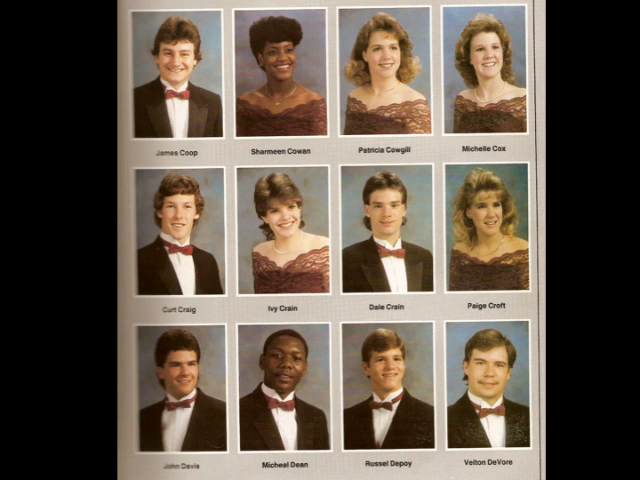 James Coop
Sharmeen Cowan
Patricia Cowgill
Michelle Cox
Curt Craig
Ivy Crain
Dale Crain
Paige Croft
John Davis
Micheal Dean
Russel Depoy
Velton DeVore